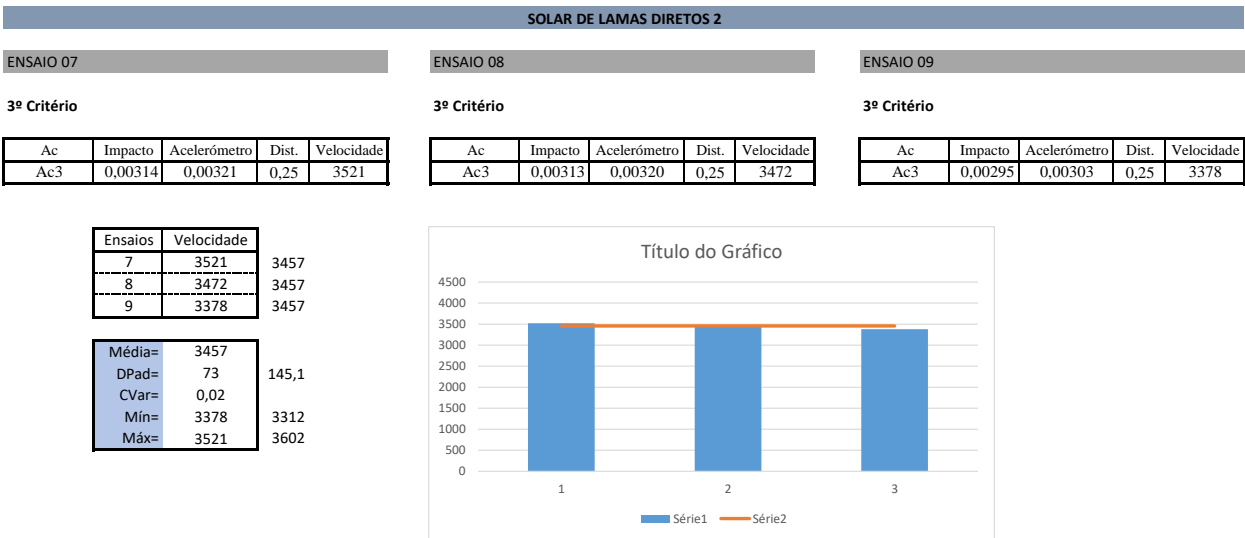 SOLAR DE LAMAS DIRETOS 2
ENSAIO 07
3º Critério
Ac Impacto Acelerómetro Dist. Velocidade
Ac3 0,00314 0,00321 0,25 3521
ENSAIO 08
3º Critério
Ac Impacto Acelerómetro Dist. Velocidade
Ac3 0,00313 0,00320 0,25 3472
ENSAIO 09
3º Critério
Ac Impacto Acelerómetro Dist. Velocidade
Ac3 0,00295 0,00303 0,25 3378
Ensaios Velocidade
7 3521 3457
8 3472 3457
9 3378 3457
Média= 3457
DPad= 73 145,1
CVar= 0,02
Mín= 3378 3312
Máx= 3521 3602
Título do Gráfico
4500
4000
3500
3000
2500
2000
1500
1000
500
0
1 2 3
Série1 Série2